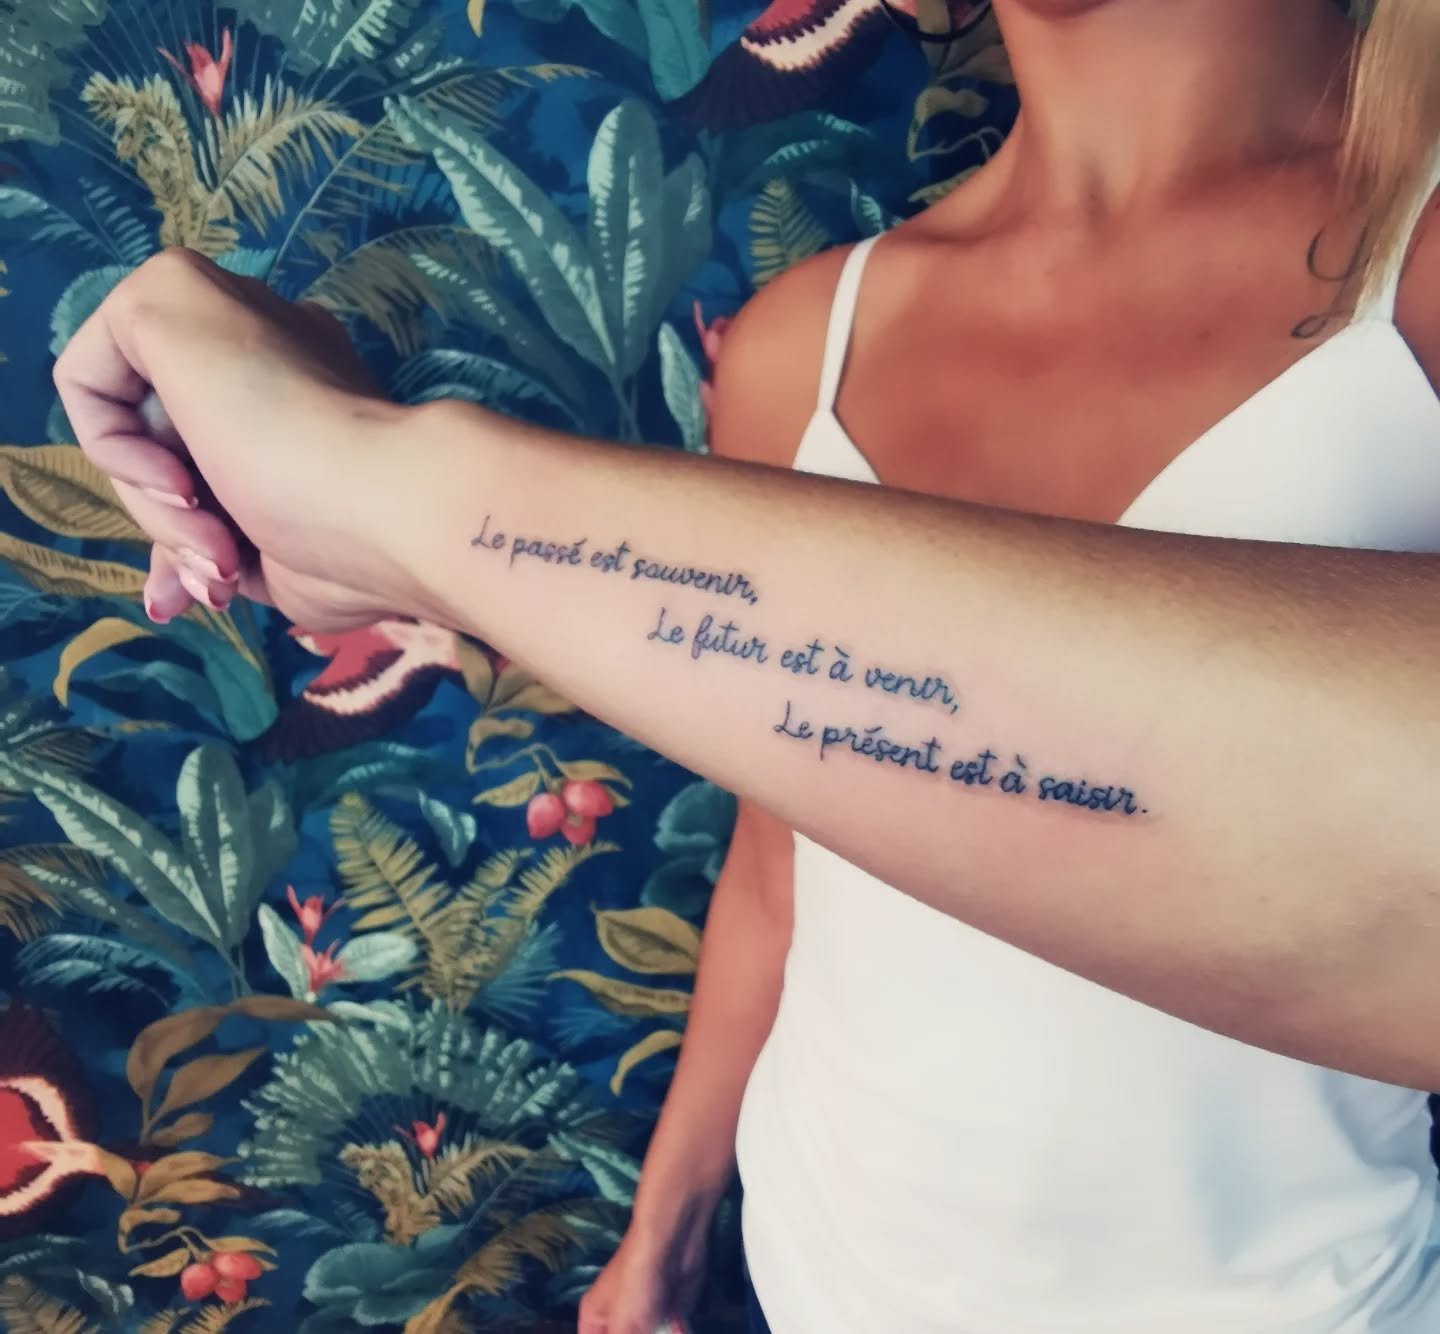 Le passé est souvenir,
Le futur est à venir,
Le présent est à saisir.